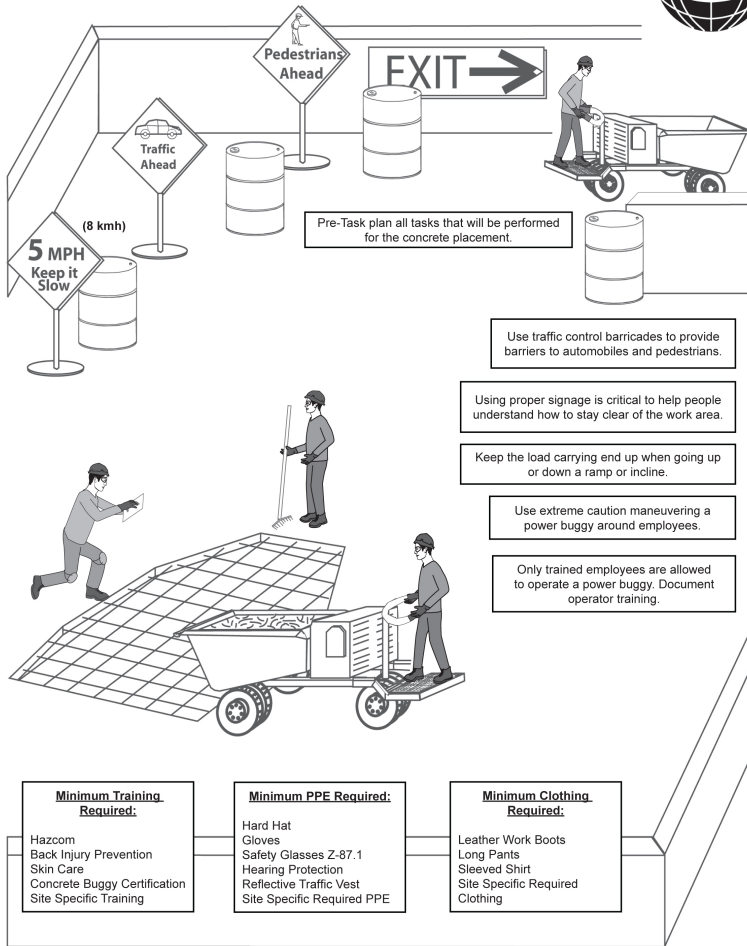 Pedestrians
Ahead
EXIT
Traffic
Ahead
(8 kmh)
5 MPH
Keep it
Slow
Pre-Task plan all tasks that will be performed
for the concrete placement.
Use traffic control barricades to provide
barriers to automobiles and pedestrians.
Using proper signage is critical to help people
understand how to stay clear of the work area.
Keep the load carrying end up when going up
or down a ramp or incline.
Use extreme caution maneuvering a
power buggy around employees.
Only trained employees are allowed
to operate a power buggy. Document
operator training.
Minimum Training
Required:
Hazcom
Back Injury Prevention
Skin Care
Concrete Buggy Certification
Site Specific Training
Minimum PPE Required:
Hard Hat
Gloves
Safety Glasses Z-87.1
Hearing Protection
Reflective Traffic Vest
Site Specific Required PPE
Minimum Clothing
Required:
Leather Work Boots
Long Pants
Sleeved Shirt
Site Specific Required
Clothing